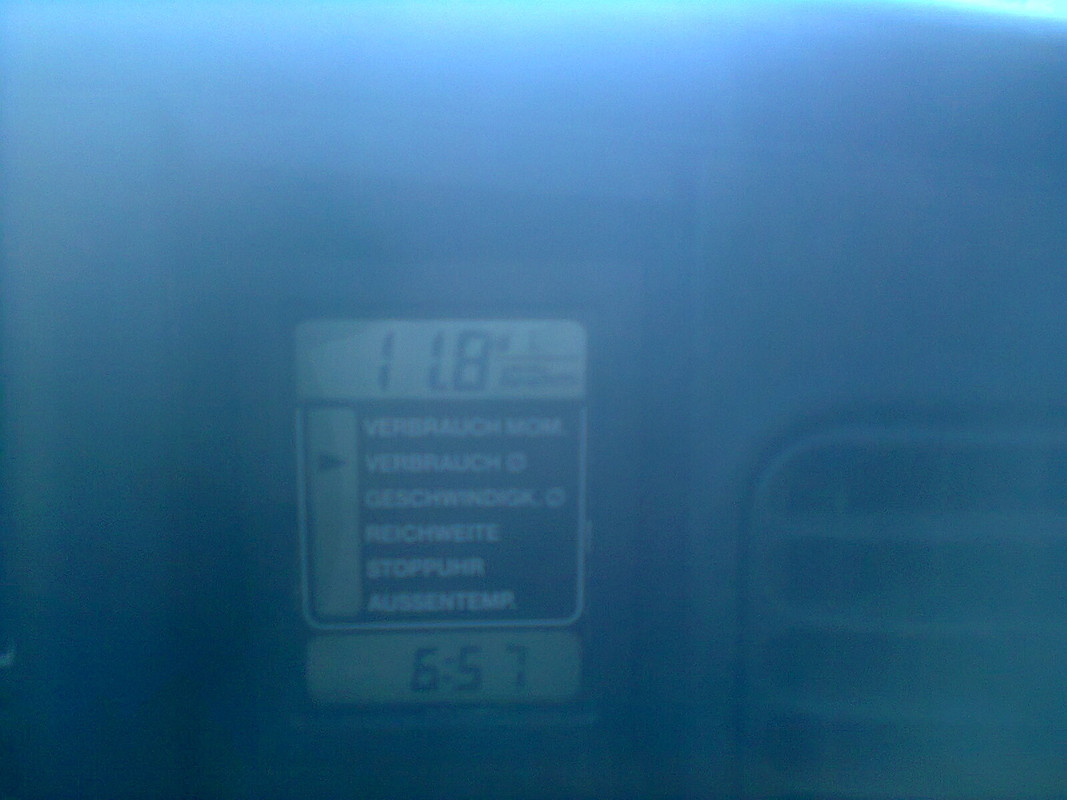 11.8
VERBRAUCH MOM.
VERBRAUCH Ø
GESCHWINDIGK. Ø
REICHWEITE
STOPPUHR
AUSSENTEMP.
6:57